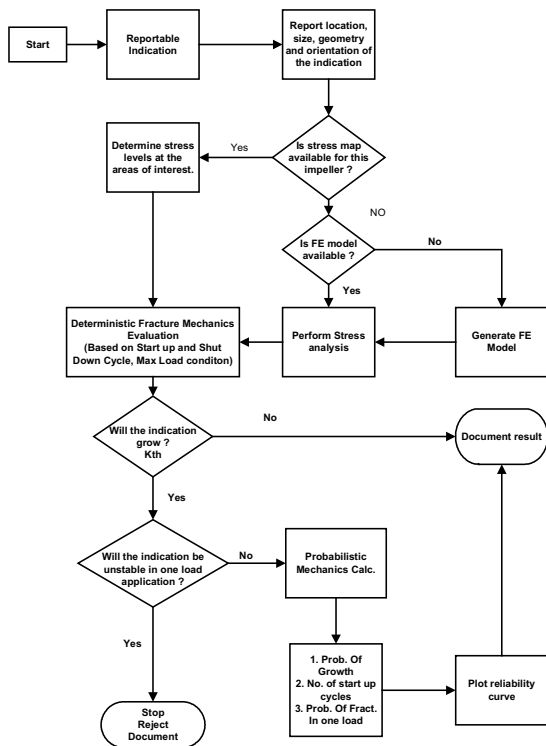 Start
Reportable
Indication
Report location,
size, geometry
and orientation of
the indication
Is stress map
available for this
impeller ?
Yes
Determine stress
levels at the
areas of interest.
NO
Is FE model
available ?
No
Yes
Deterministic Fracture Mechanics
Evaluation
(Based on Start up and Shut
Down Cycle, Max Load conditon)
Perform Stress
analysis
Generate FE
Model
Will the indication
grow ?
Kth
No
Document result
Yes
Will the indication be
unstable in one load
application ?
No
Probabilistic
Mechanics Calc.
Yes
1. Prob. Of
Growth
2. No. of start up
cycles
3. Prob. Of Fract.
In one load
Plot reliability
curve
Stop
Reject
Document